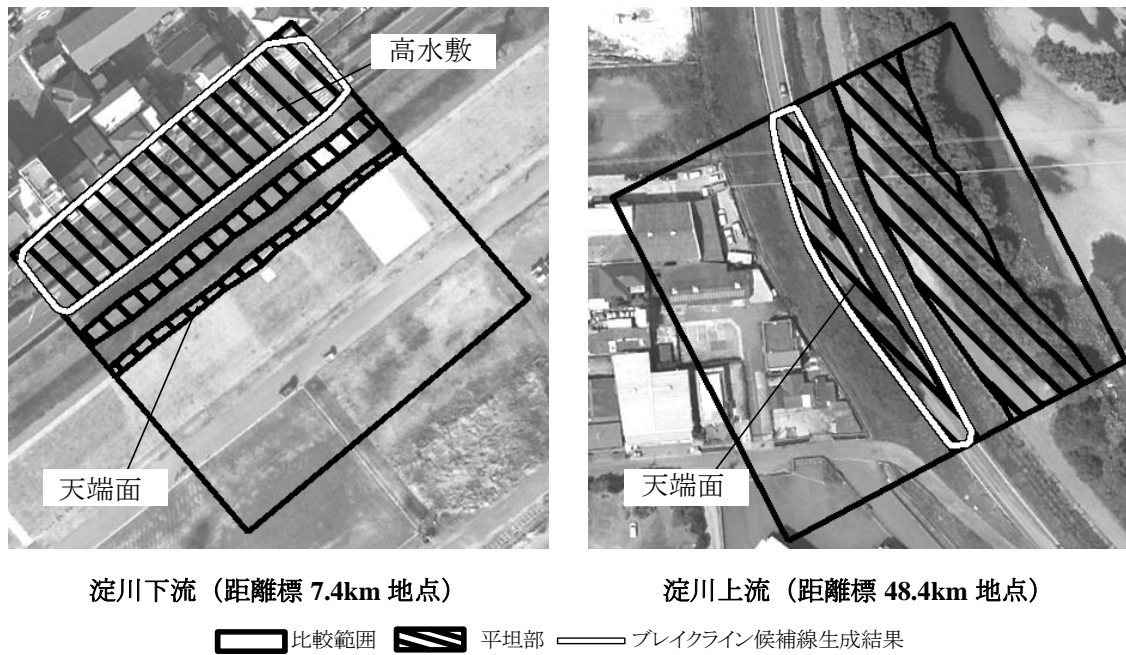 高水敷
天端面
天端面
淀川下流（距離標 7.4km 地点）
淀川上流（距離標 48.4km 地点）
比較範囲 平坦部 ブレイクライン候補線生成結果